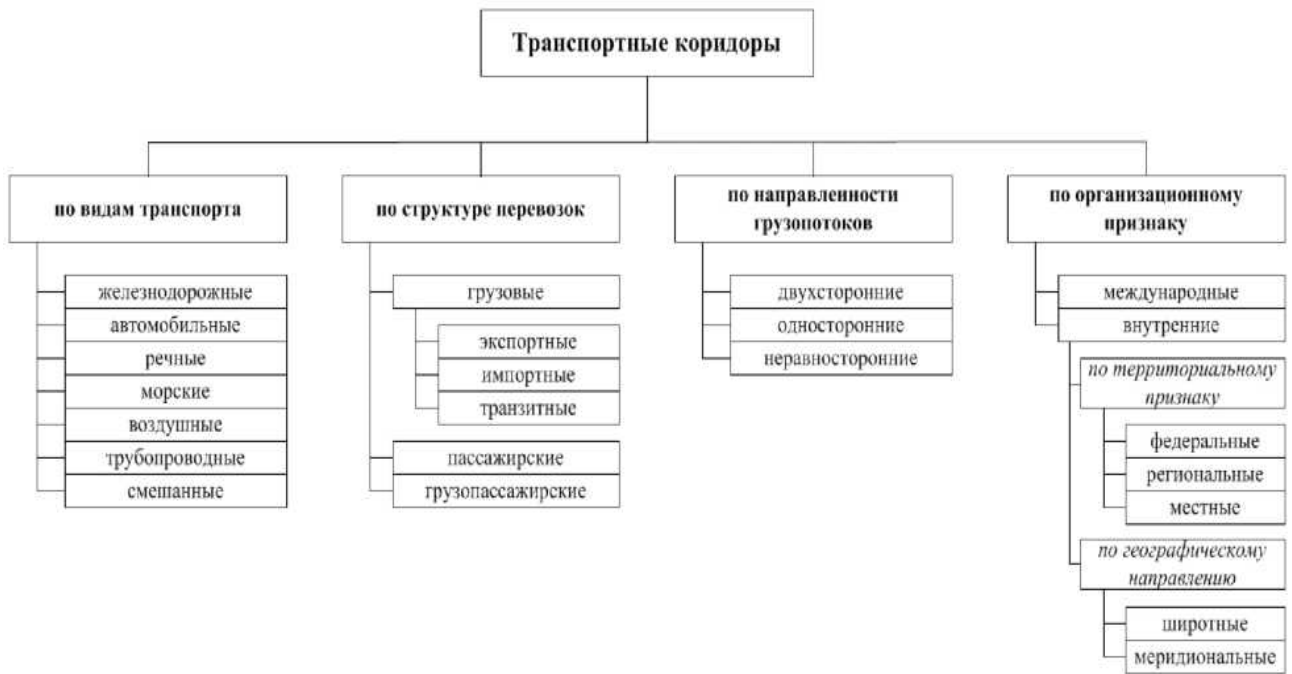 Транспортные коридоры
по видам транспорта
железнодорожные
автомобильные
речные
морские
воздушные
трубопроводные
смешанные
по структуре перевозок
грузовые
экспортные
импортные
транзитные
пассажирские
грузопассажирские
по направленности
грузопотоков
двухсторонние
односторонние
неравносторонние
по организационному
признаку
международные
внутренние
по территориальному
признаку
федеральные
региональные
местные
по географическому
направлению
широтные
меридиональные